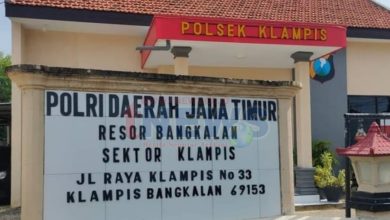 POLSEK KLAMPIS
POLRI DAERAH JAWA TIMUR
RESOR BANGKALAN
SEKTOR KLAMPIS
JL RAYA KLAMPIS No 33
KLAMPIS BANGKALAN 69153